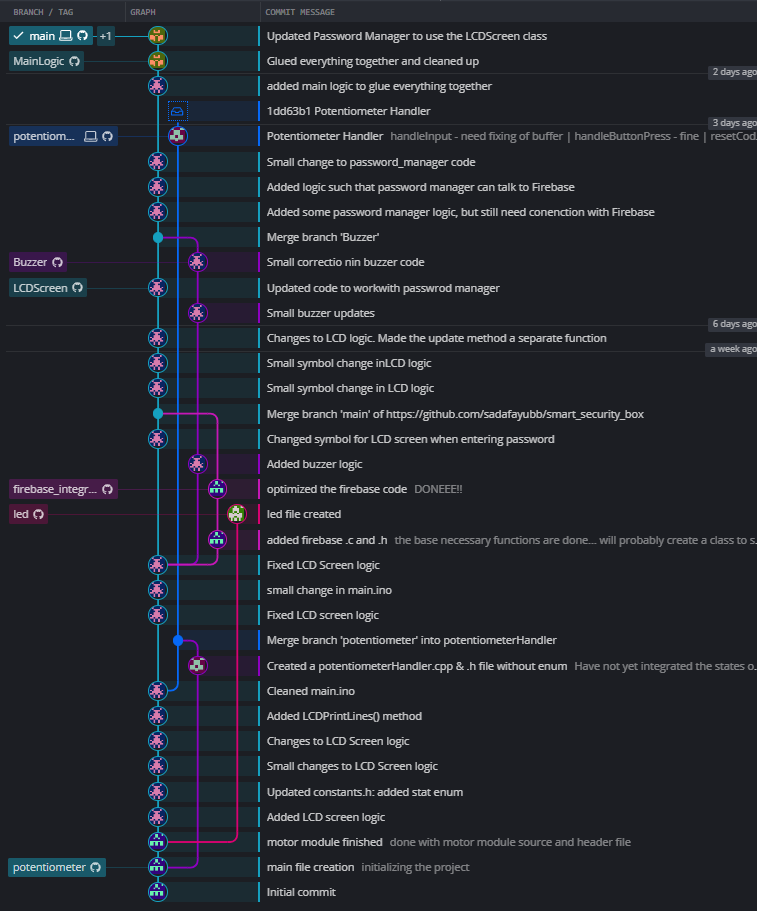 BRANCH / TAG GRAPH COMMIT MESSAGE
main +1 Updated Password Manager to use the LCDScreen class
MainLogic Glued everything together and cleaned up
2 days ago
added main logic to glue everything together
1dd63b1 Potentiometer Handler
3 days ago
potentiom... Potentiometer Handler handleInput - need fixing of buffer | handleButtonPress - fine | resetCod...
Small change to password_manager code
Added logic such that password manager can talk to Firebase
Added some password manager logic, but still need conenction with Firebase
Merge branch 'Buzzer'
Buzzer Small correctio nin buzzer code
LCDScreen Updated code to workwith passwrod manager
Small buzzer updates
6 days ago
Changes to LCD logic. Made the update method a separate function
a week ago
Small symbol change inLCD logic
Small symbol change in LCD logic
Merge branch 'main' of https://github.com/sadafayubb/smart_security_box
Changed symbol for LCD screen when entering password
Added buzzer logic
firebase_integr... optimized the firebase code DONEEE!!
led led file created
added firebase .c and .h the base necessary functions are done... will probably create a class to s...
Fixed LCD Screen logic
small change in main.ino
Fixed LCD screen logic
Merge branch 'potentiometer' into potentiometerHandler
Created a potentiometerHandler.cpp & .h file without enum Have not yet integrated the states o...
Cleaned main.ino
Added LCDPrintLines() method
Changes to LCD Screen logic
Small changes to LCD Screen logic
Updated constants.h: added stat enum
Added LCD screen logic
motor module finished done with motor module source and header file
potentiometer main file creation initializing the project
Initial commit